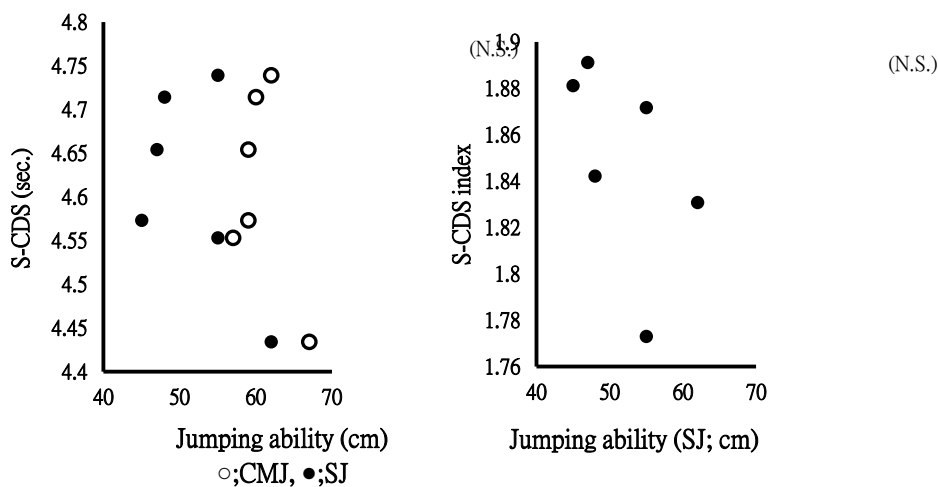 4.8
4.75
4.7
4.65
4.6
4.55
4.5
4.45
4.4
S-CDS (sec.)
40 50 60 70
Jumping ability (cm)
○;CMJ, ●;SJ
(N.S.)
1.9
1.88
1.86
1.84
1.82
1.8
1.78
1.76
S-CDS index
40 50 60 70
Jumping ability (SJ; cm)
(N.S.)